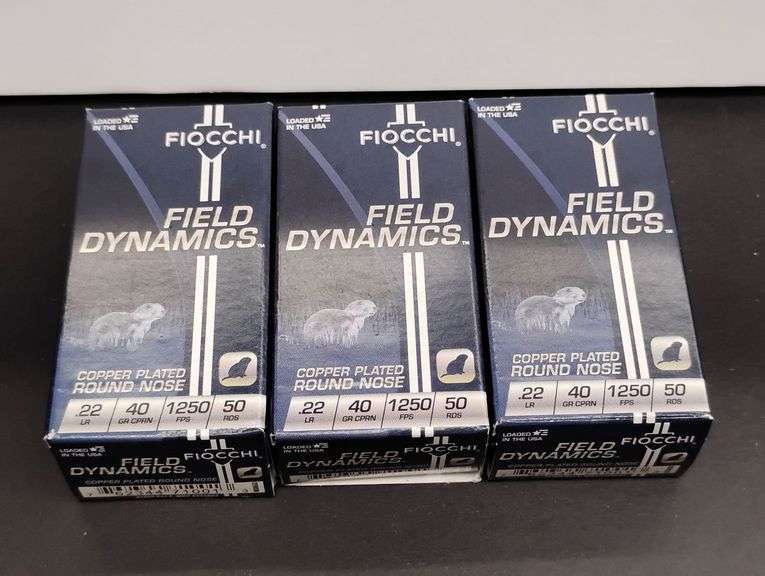 LOADED
IN THE USA
FIOCCHI®
FIELD
DYNAMICS™
COPPER PLATED
ROUND NOSE
.22 40 1250 50
LR GR CPRN FPS RDS
LOADED
IN THE USA
FIELD
DYNAMICS
FIOCCHI
COPPER PLATED ROUND NOSE
LOADED
IN THE USA
FIOCCHI®
FIELD
DYNAMICS™
COPPER PLATED
ROUND NOSE
.22 40 1250 50
LR GR CPRN FPS RDS
LOADED
IN THE USA
FIELD
DYNAMICS
FIOCCHI
LOADED
IN THE USA
FIOCCHI®
FIELD
DYNAMICS™
COPPER PLATED
ROUND NOSE
.22 40 1250 50
LR GR CPRN FPS RDS
LOADED
IN THE USA
FIELD
DYNAMICS
FIOCCHI
COPPER PLATED ROUND NOSE